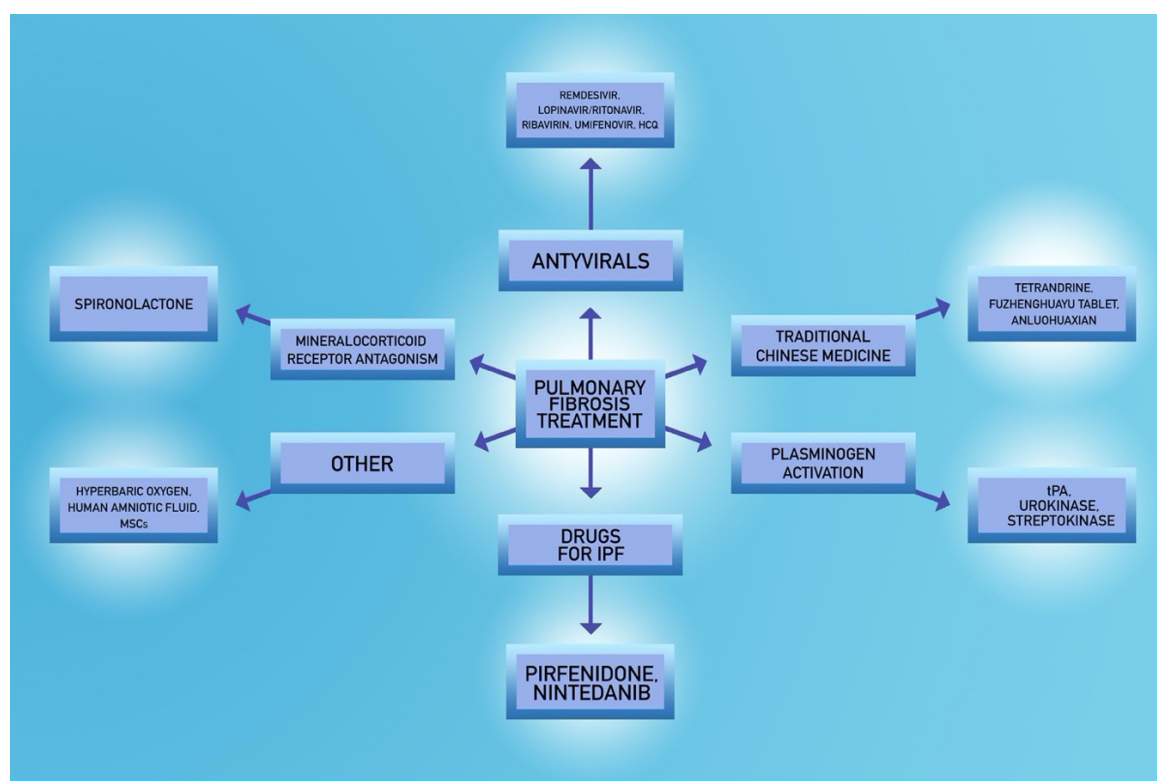 REMDESIVIR,
LOPINAVIR/RITONAVIR,
RIBAVIRIN, UMIFENOVIR, HCQ
ANTYVIRALS
SPIRONOLACTONE
MINERALOCORTICOID
RECEPTOR ANTAGONISM
TRADITIONAL
CHINESE MEDICINE
TETRANDRINE,
FUZHENGHUAYU TABLET,
ANLUOHUAXIAN
PULMONARY
FIBROSIS
TREATMENT
OTHER
HYPERBARIC OXYGEN,
HUMAN AMNIOTIC FLUID,
MSCs
PLASMINOGEN
ACTIVATION
tPA,
UROKINASE,
STREPTOKINASE
DRUGS
FOR IPF
PIRFENIDONE,
NINTEDANIB